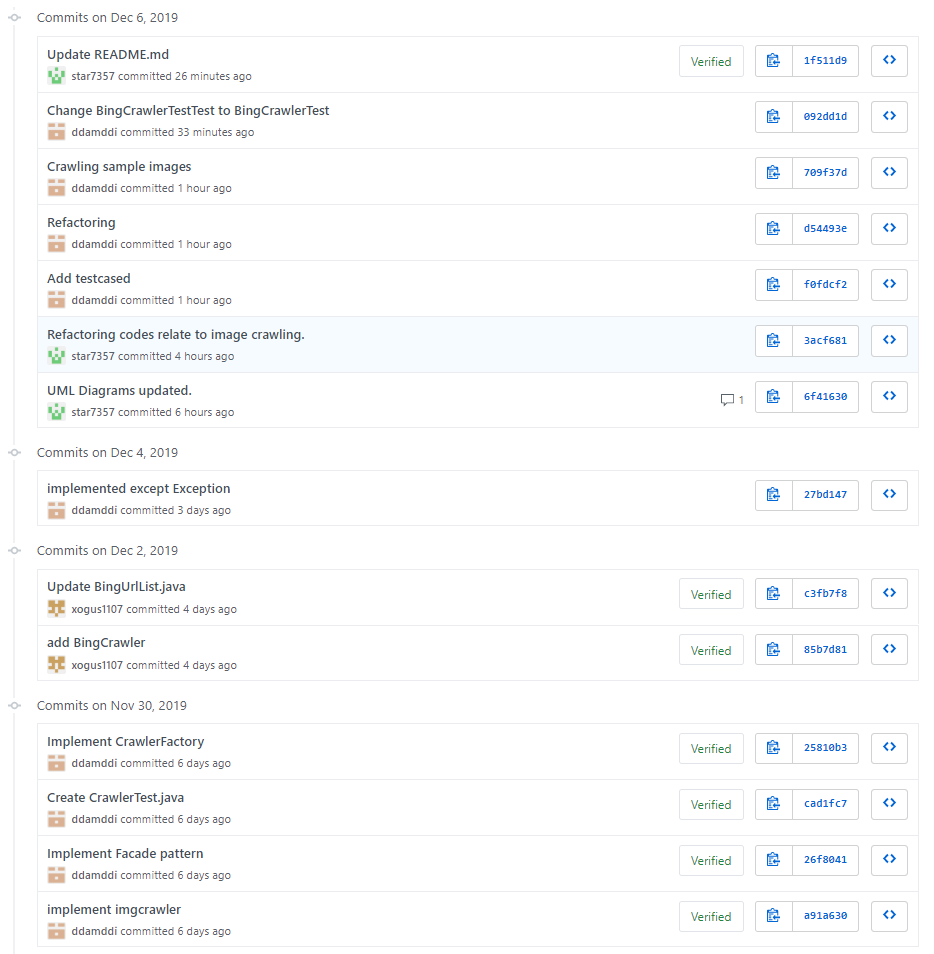 Commits on Dec 6, 2019
Update README.md
star7357 committed 26 minutes ago
Verified
1f511d9
Change BingCrawlerTestTest to BingCrawlerTest
ddamddi committed 33 minutes ago
092dd1d
Crawling sample images
ddamddi committed 1 hour ago
709f37d
Refactoring
ddamddi committed 1 hour ago
d54493e
Add testcased
ddamddi committed 1 hour ago
f0fdcf2
Refactoring codes relate to image crawling.
star7357 committed 4 hours ago
3acf681
UML Diagrams updated.
star7357 committed 6 hours ago
1
6f41630
Commits on Dec 4, 2019
implemented except Exception
ddamddi committed 3 days ago
27bd147
Commits on Dec 2, 2019
Update BingUrlList.java
xogus1107 committed 4 days ago
Verified
c3fb7f8
add BingCrawler
xogus1107 committed 4 days ago
Verified
85b7d81
Commits on Nov 30, 2019
Implement CrawlerFactory
ddamddi committed 6 days ago
Verified
25810b3
Create CrawlerTest.java
ddamddi committed 6 days ago
Verified
cad1fc7
Implement Facade pattern
ddamddi committed 6 days ago
Verified
26f8041
implement imgcrawler
ddamddi committed 6 days ago
Verified
a91a630